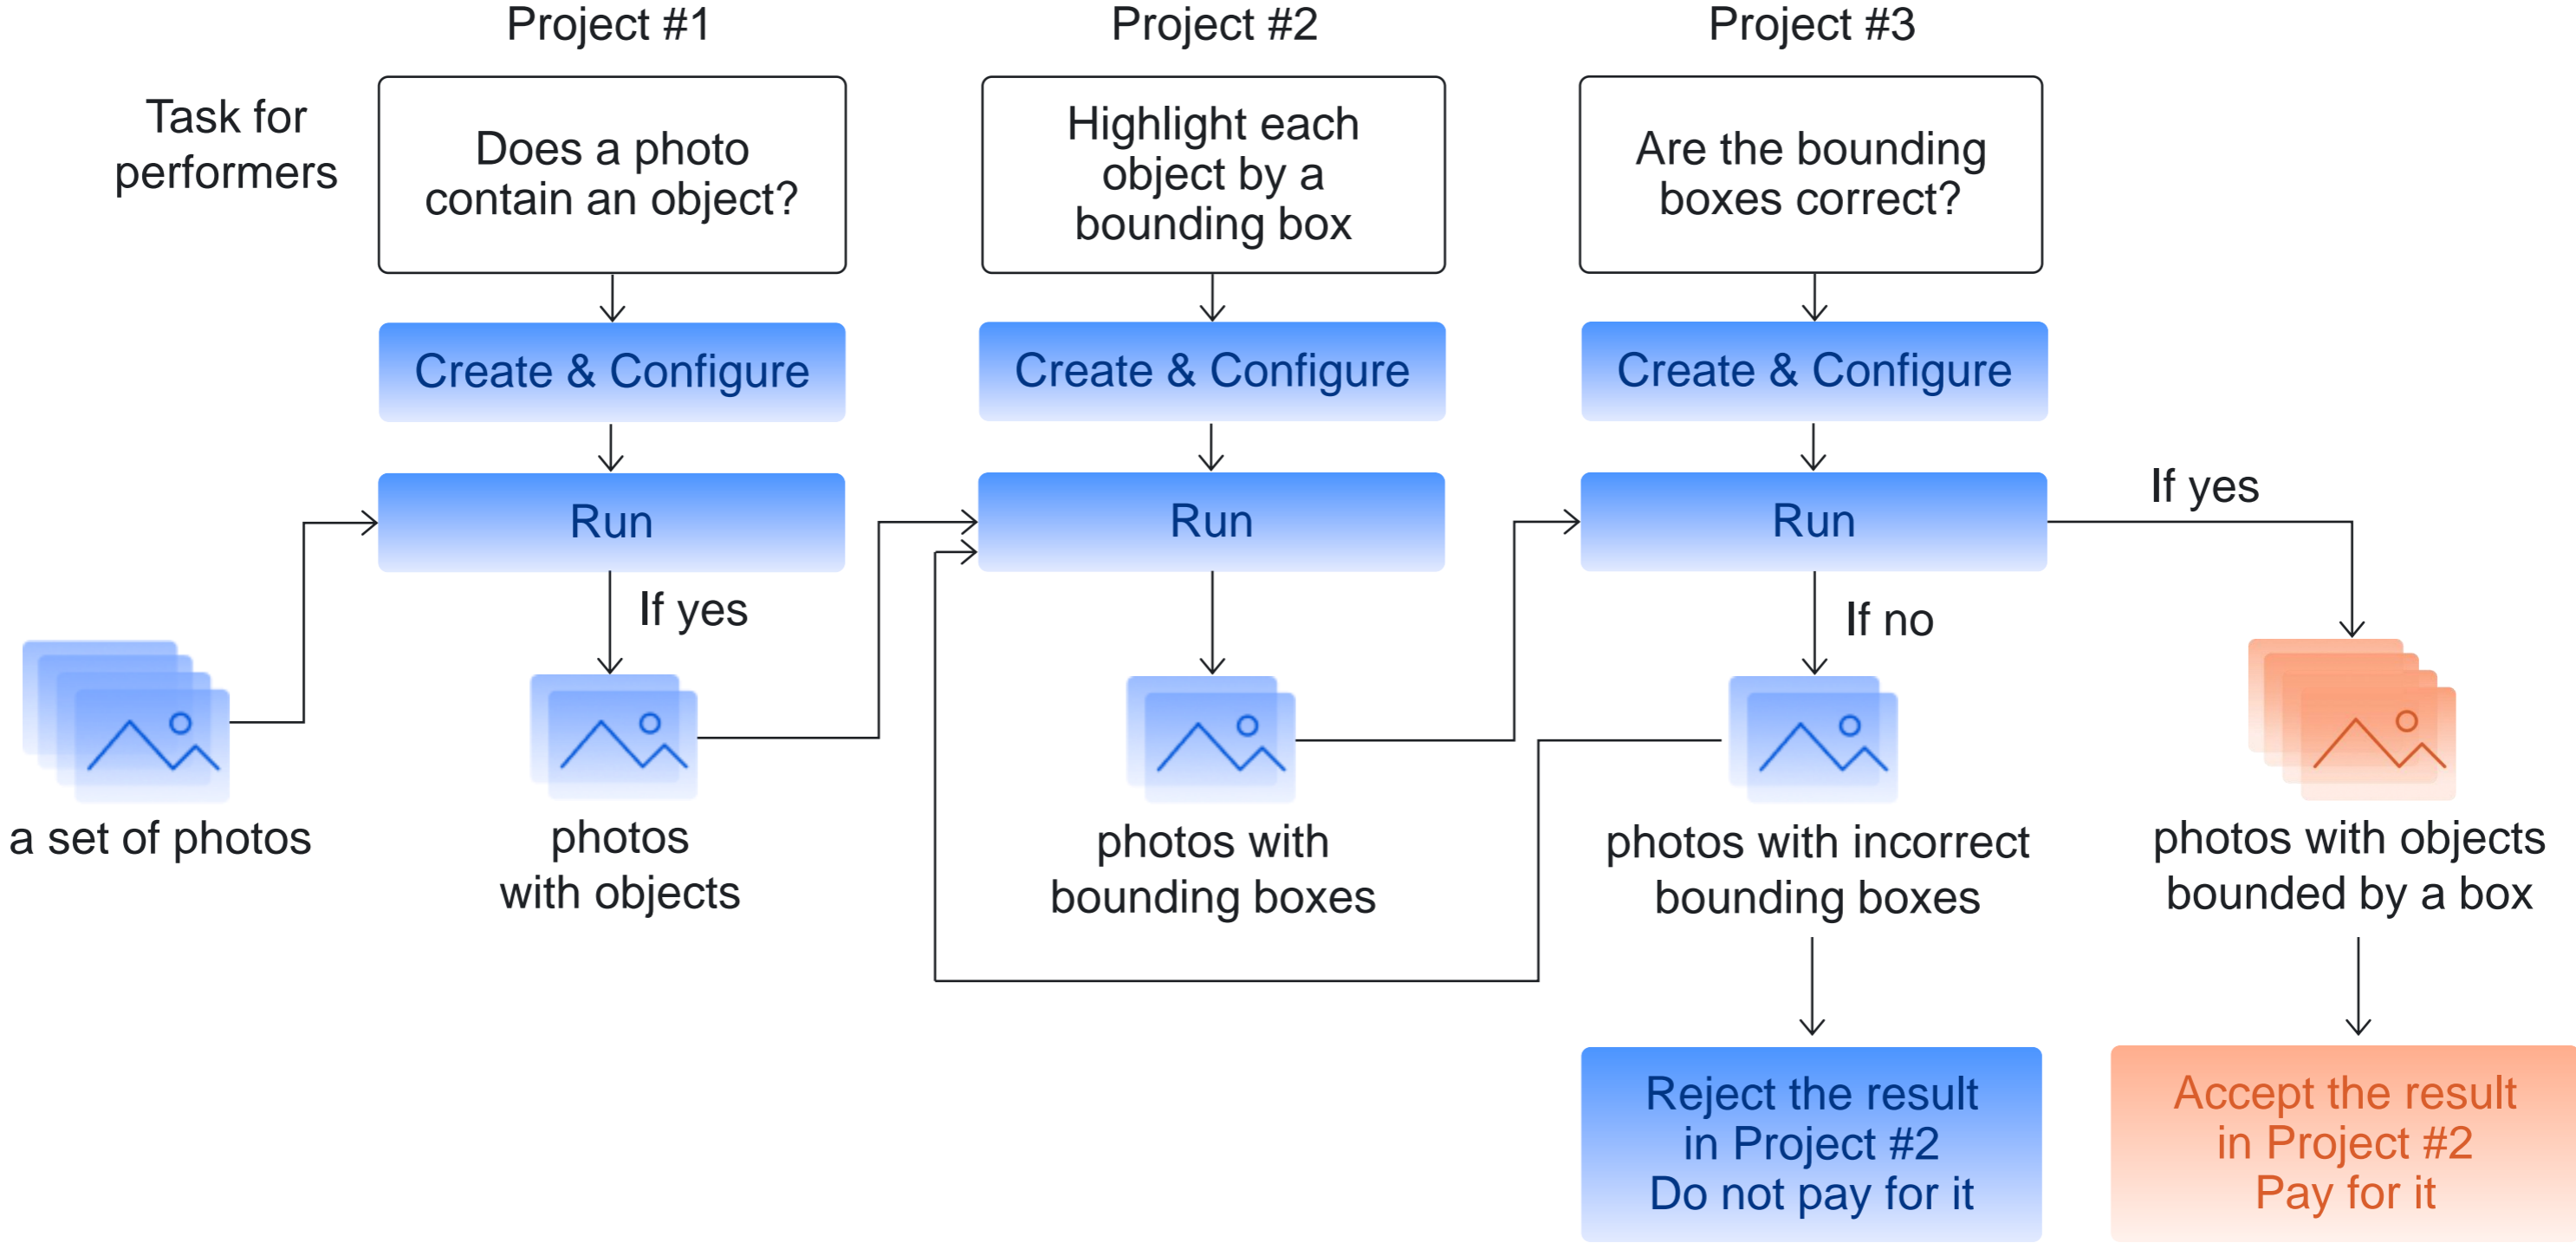 Project #1
Project #2
Project #3
Task for
performers
Does a photo
contain an object?
Highlight each
object by a
bounding box
Are the bounding
boxes correct?
Create & Configure
Create & Configure
Create & Configure
Run
Run
Run
If yes
If yes
If no
a set of photos
photos
with objects
photos with
bounding boxes
photos with incorrect
bounding boxes
photos with objects
bounded by a box
Reject the result
in Project #2
Do not pay for it
Accept the result
in Project #2
Pay for it